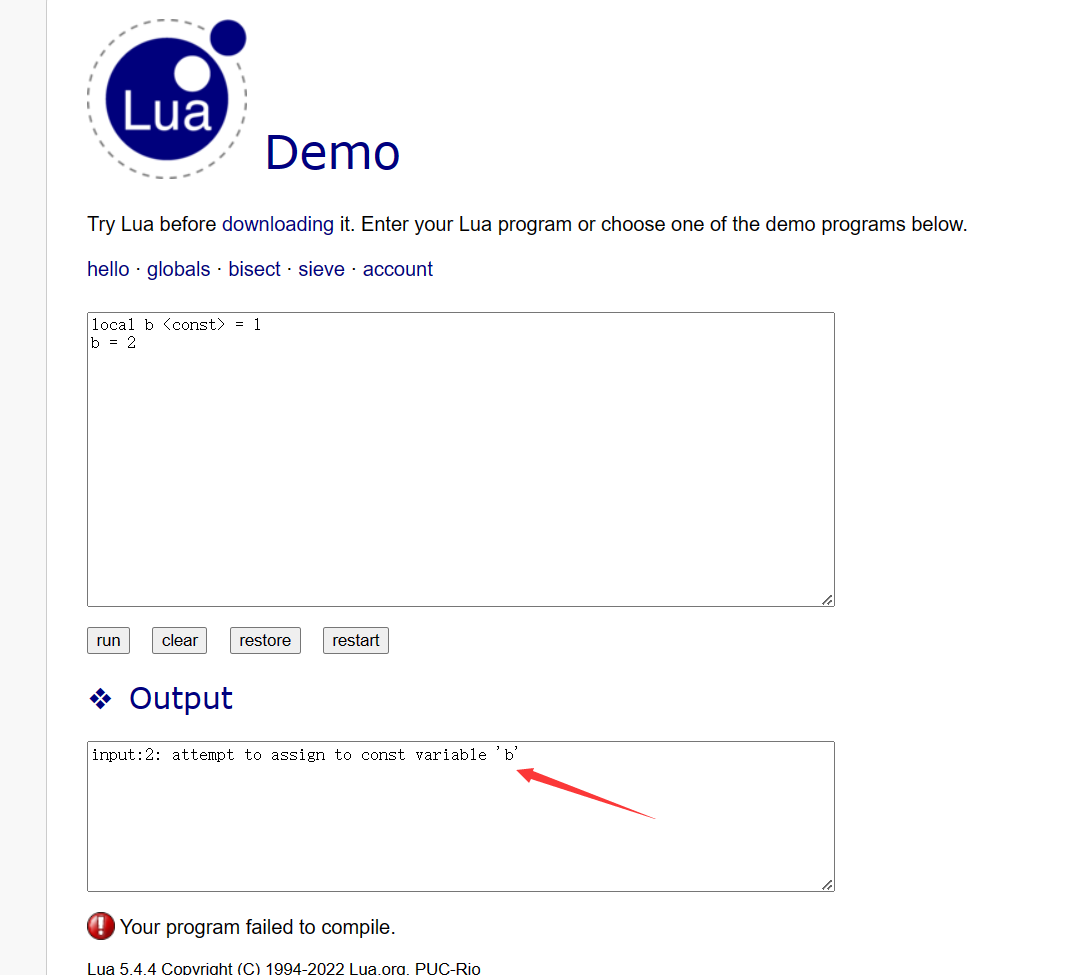 Lua
Demo
Try Lua before downloading it. Enter your Lua program or choose one of the demo programs below.
hello · globals · bisect · sieve · account
local b <const> = 1
b = 2
run clear restore restart
❖ Output
input:2: attempt to assign to const variable 'b'
Your program failed to compile.
Lua 5.4.4 Copyright (C) 1994-2022 Lua.org, PUC-Rio